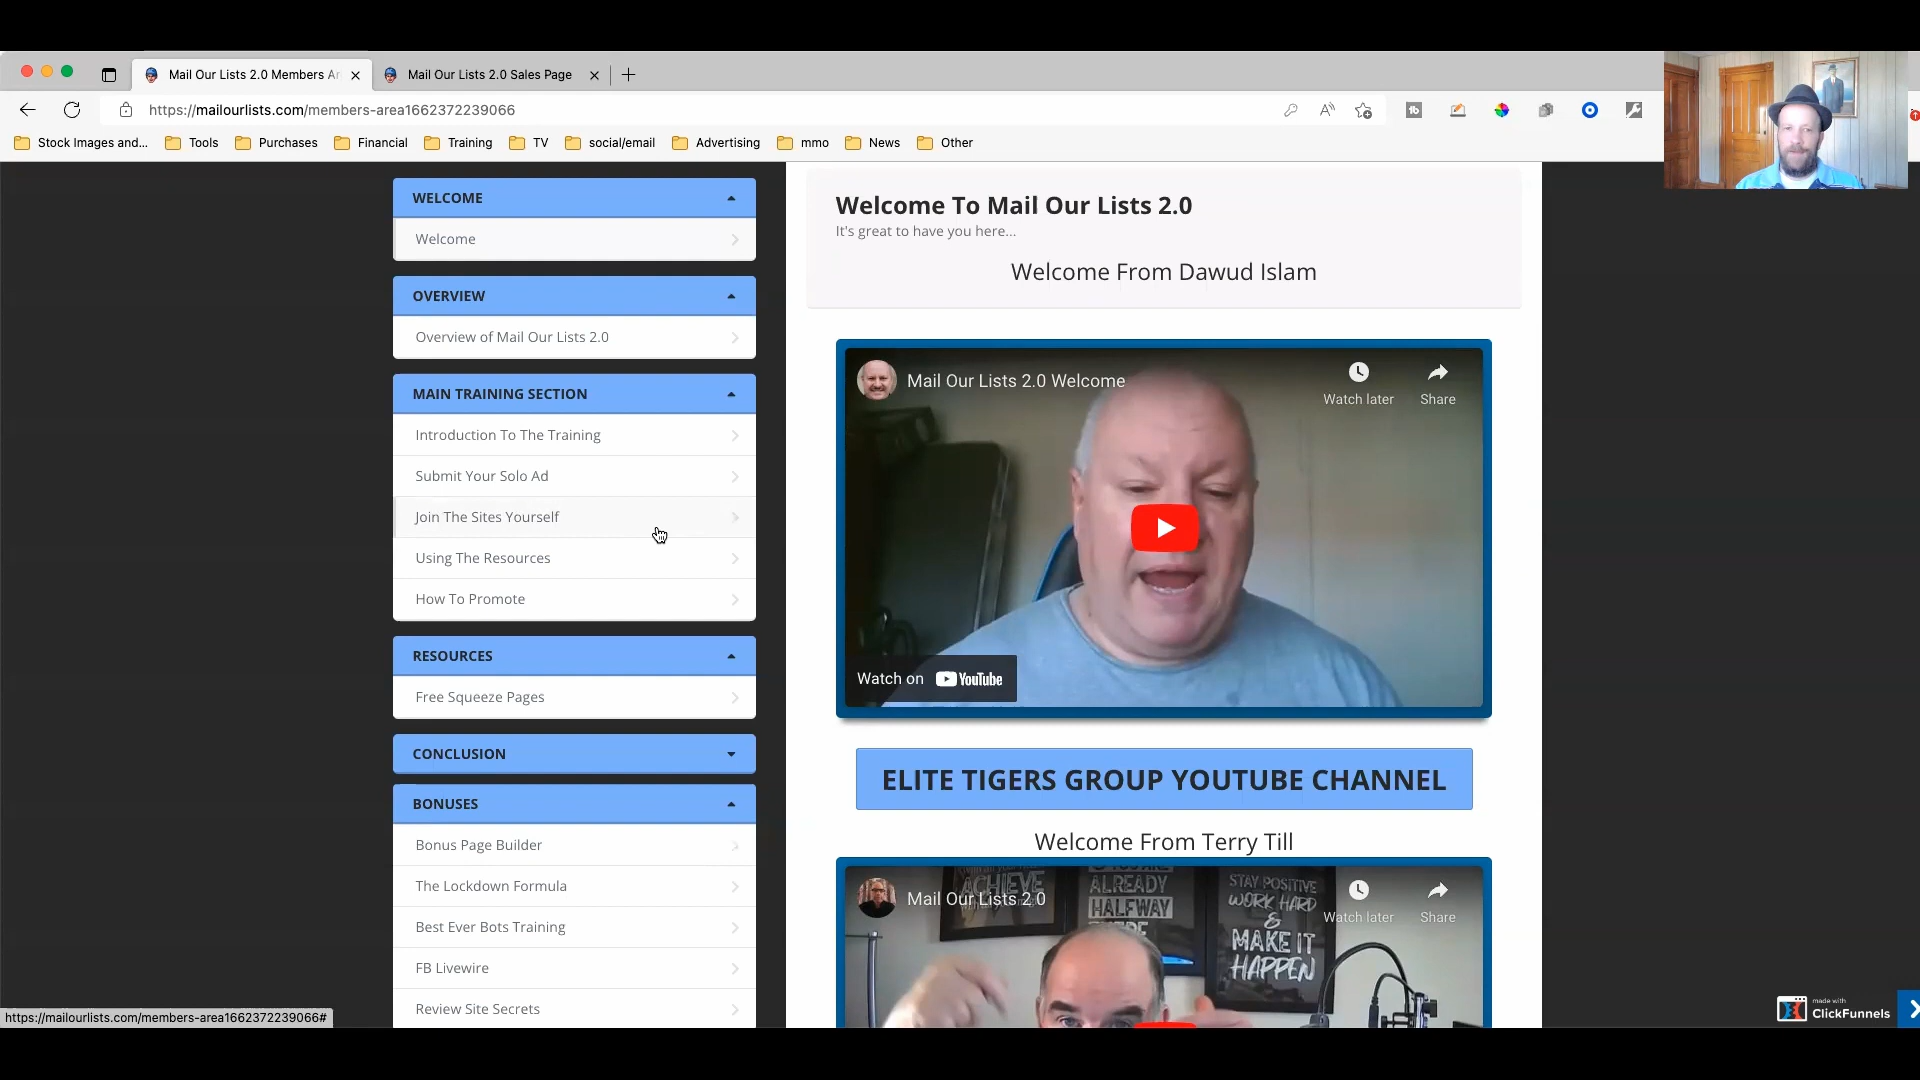 Mail Our Lists 2.0 Members Ar
Mail Our Lists 2.0 Sales Page
https://mailourlists.com/members-area1662372239066
Stock Images and...
Tools
Purchases
Financial
Training
TV
social/email
Advertising
mmo
News
Other
WELCOME
Welcome
OVERVIEW
Overview of Mail Our Lists 2.0
MAIN TRAINING SECTION
Introduction To The Training
Submit Your Solo Ad
Join The Sites Yourself
Using The Resources
How To Promote
RESOURCES
Free Squeeze Pages
CONCLUSION
BONUSES
Bonus Page Builder
The Lockdown Formula
Best Ever Bots Training
FB Livewire
Review Site Secrets
https://mailourlists.com/members-area1662372239066#
Welcome To Mail Our Lists 2.0
It's great to have you here...
Welcome From Dawud Islam
Mail Our Lists 2.0 Welcome
Watch later
Share
Watch on YouTube
ELITE TIGERS GROUP YOUTUBE CHANNEL
Welcome From Terry Till
Mail Our Lists 2.0
Watch later
Share
ACHIEVE
ALREADY
HALFWAY
STAY POSITIVE
WORK HARD
&
MAKE IT
HAPPEN
made with
ClickFunnels